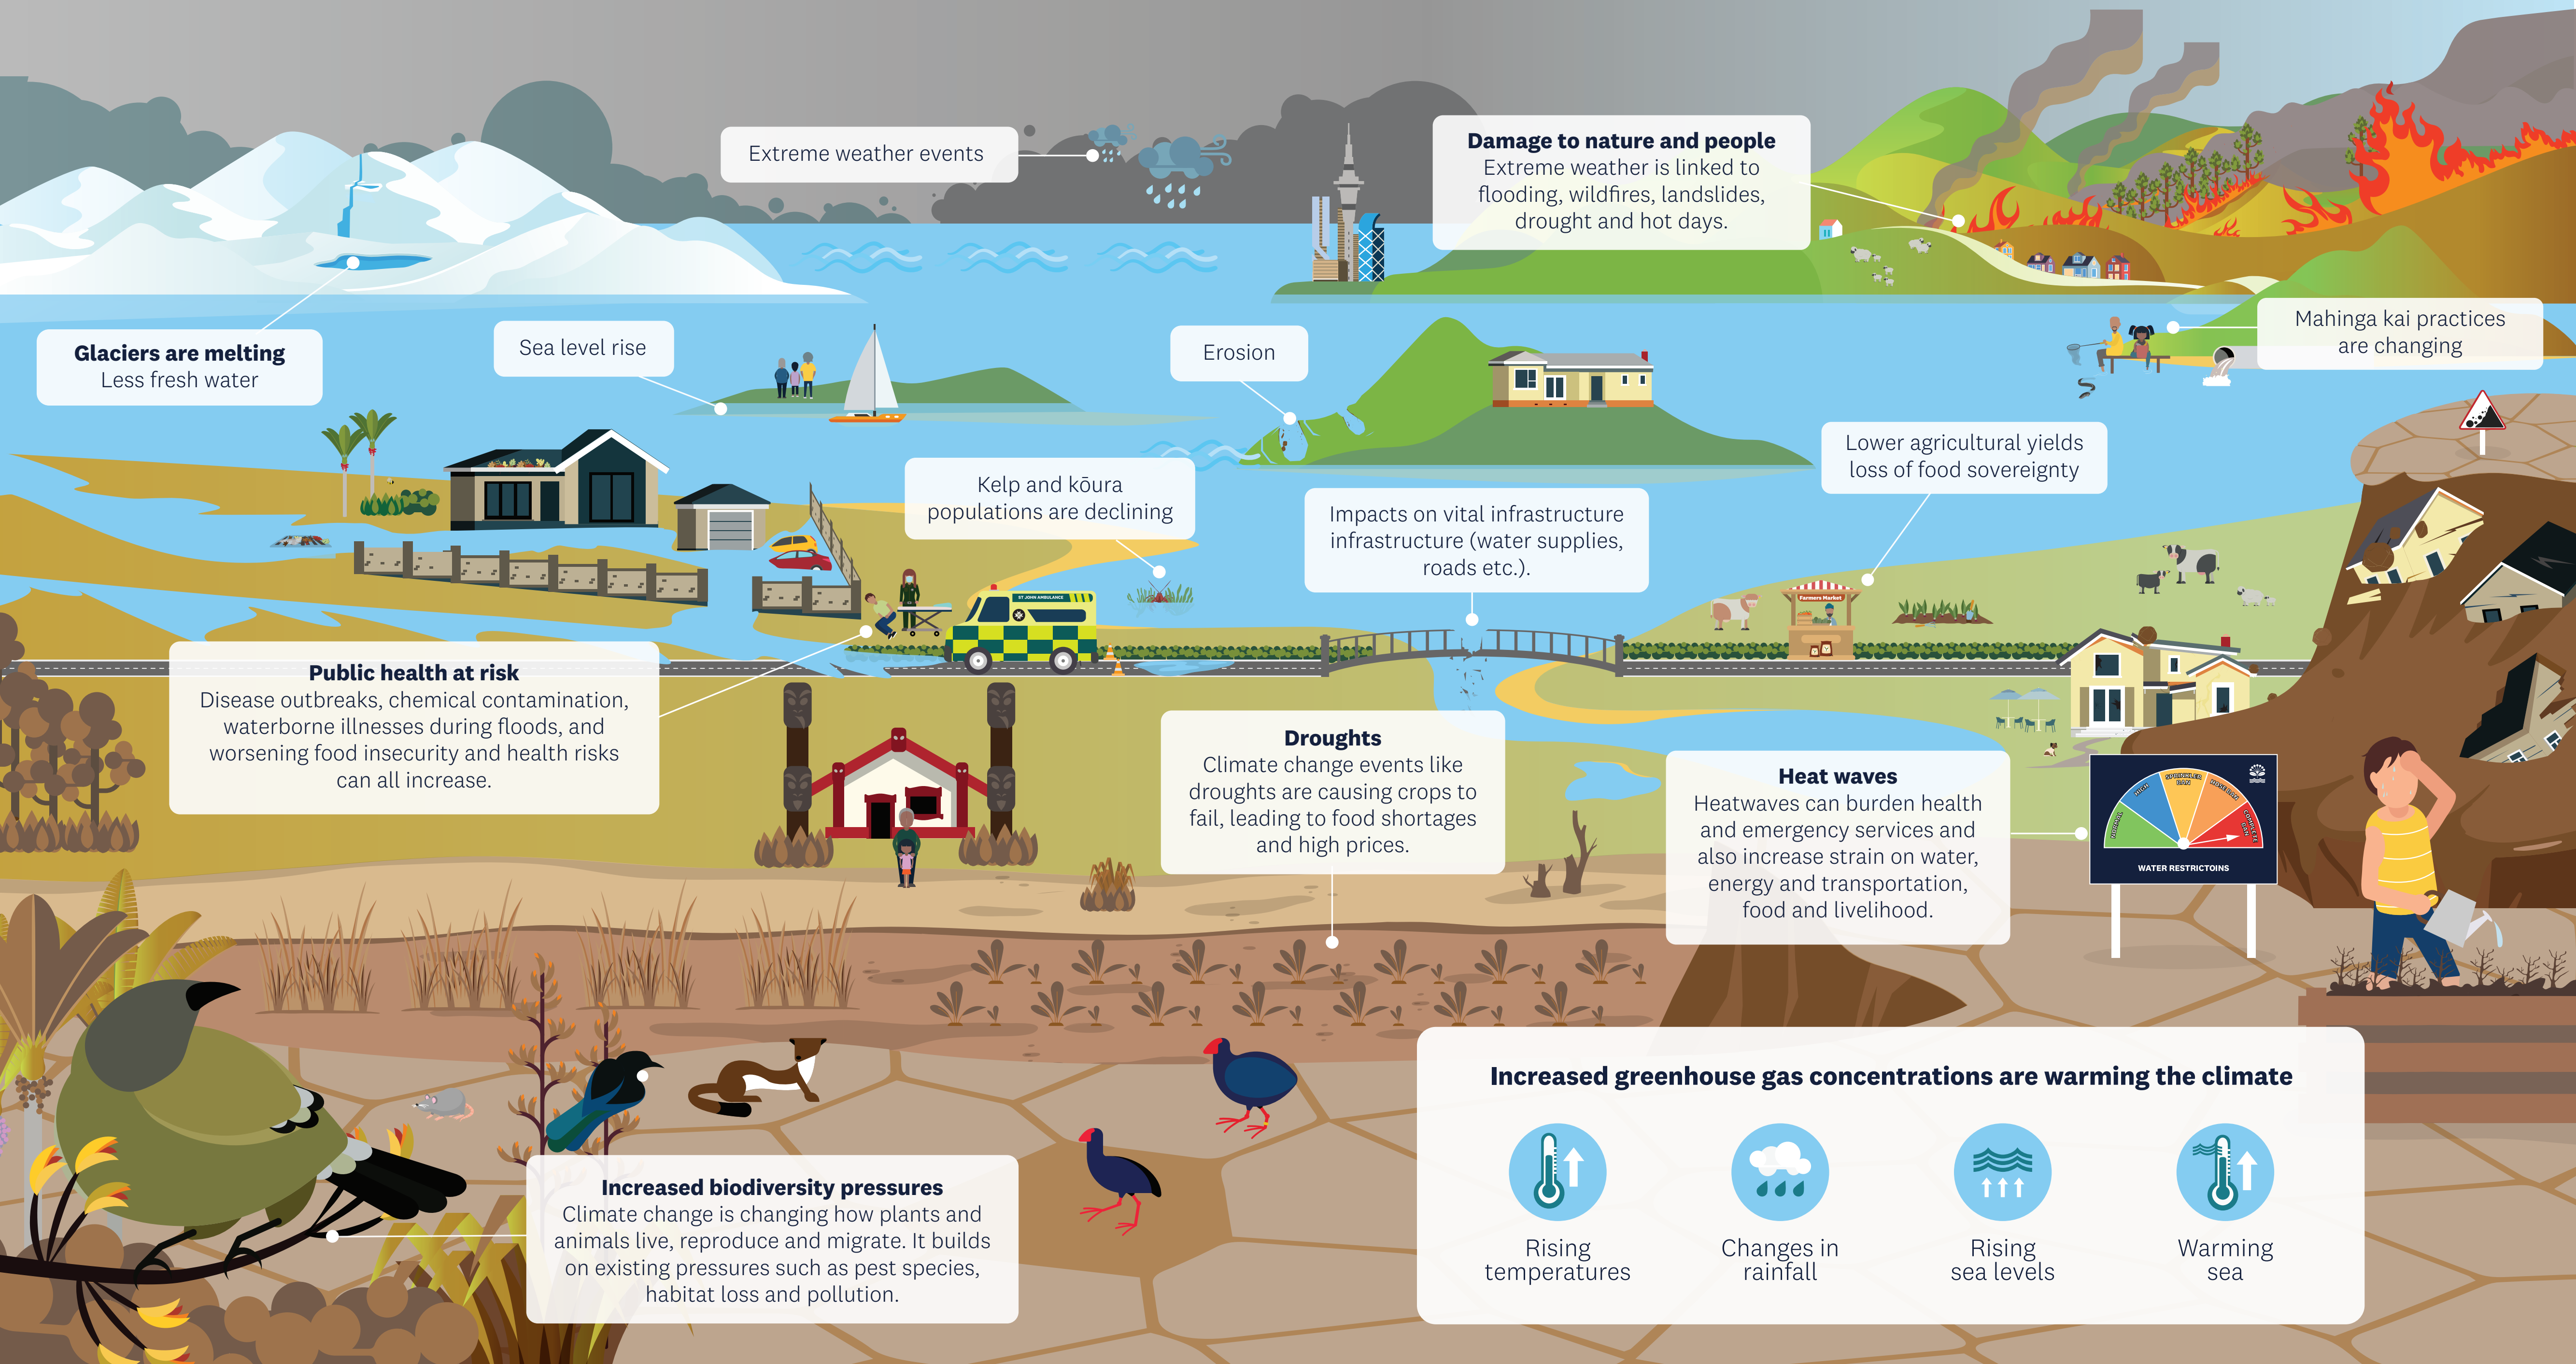 Extreme weather events
Damage to nature and people
Extreme weather is linked to
flooding, wildfires, landslides,
drought and hot days.
Glaciers are melting
Less fresh water
Sea level rise
Erosion
Mahinga kai practices
are changing
Kelp and kōura
populations are declining
Impacts on vital infrastructure
infrastructure (water supplies,
roads etc.).
Lower agricultural yields
loss of food sovereignty
ST JOHN AMBULANCE
Farmers Market
Public health at risk
Disease outbreaks, chemical contamination,
waterborne illnesses during floods, and
worsening food insecurity and health risks
can all increase.
Droughts
Climate change events like
droughts are causing crops to
fail, leading to food shortages
and high prices.
Heat waves
Heatwaves can burden health
and emergency services and
also increase strain on water,
energy and transportation,
food and livelihood.
NORMAL
HIGH
SPRINKLER
BAN
HOSE BAN
COMPLETE
BAN
WATER RESTRICTOINS
Increased biodiversity pressures
Climate change is changing how plants and
animals live, reproduce and migrate. It builds
on existing pressures such as pest species,
habitat loss and pollution.
Increased greenhouse gas concentrations are warming the climate
Rising
temperatures
Changes in
rainfall
Rising
sea levels
Warming
sea